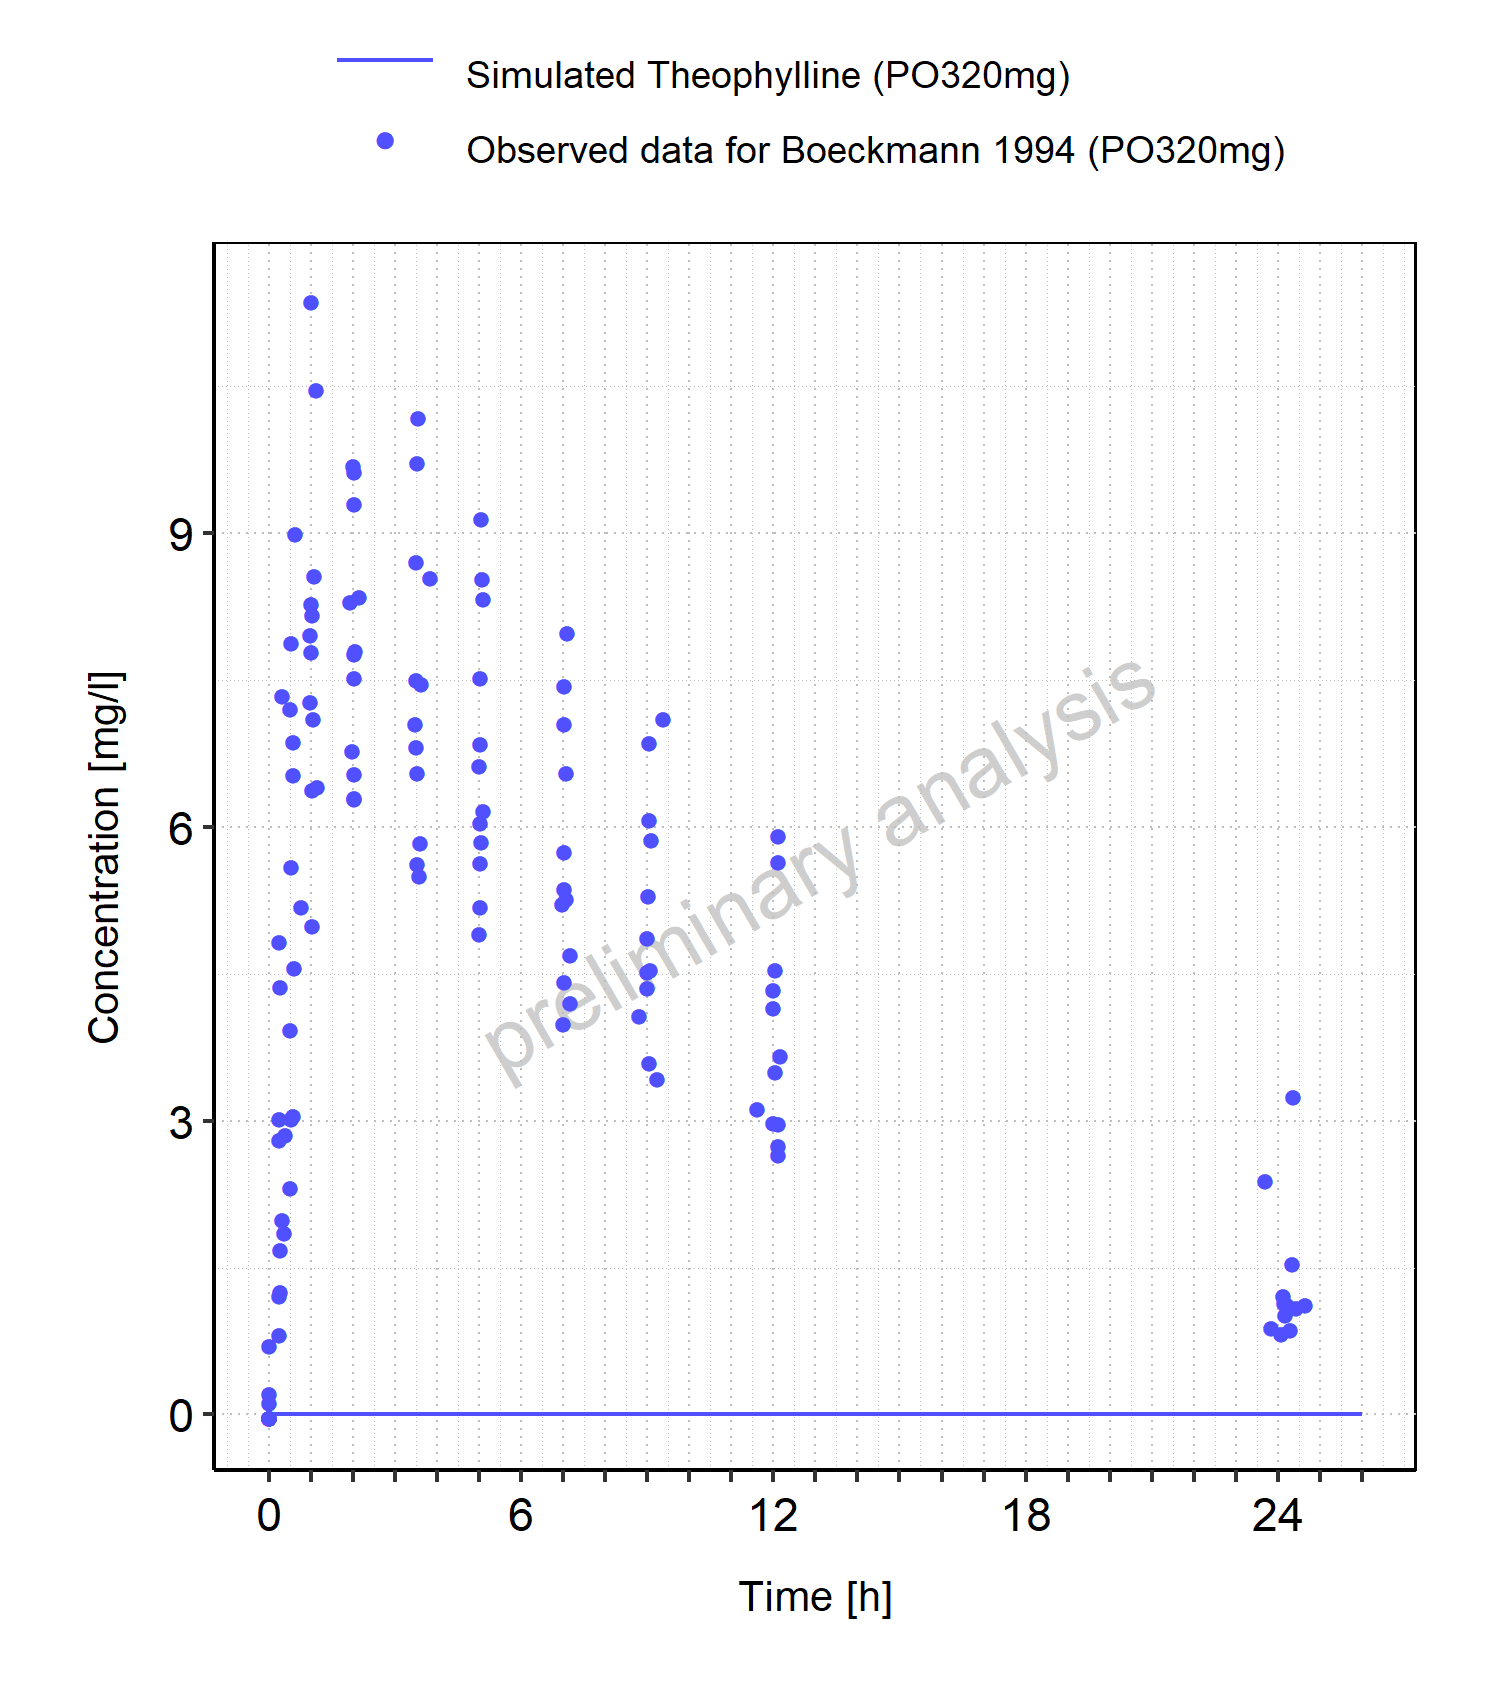 Simulated Theophylline (PO320mg)
Observed data for Boeckmann 1994 (PO320mg)
9
6
3
0
Concentration [mg/l]
preliminary analysis
0 6 12 18 24
Time [h]